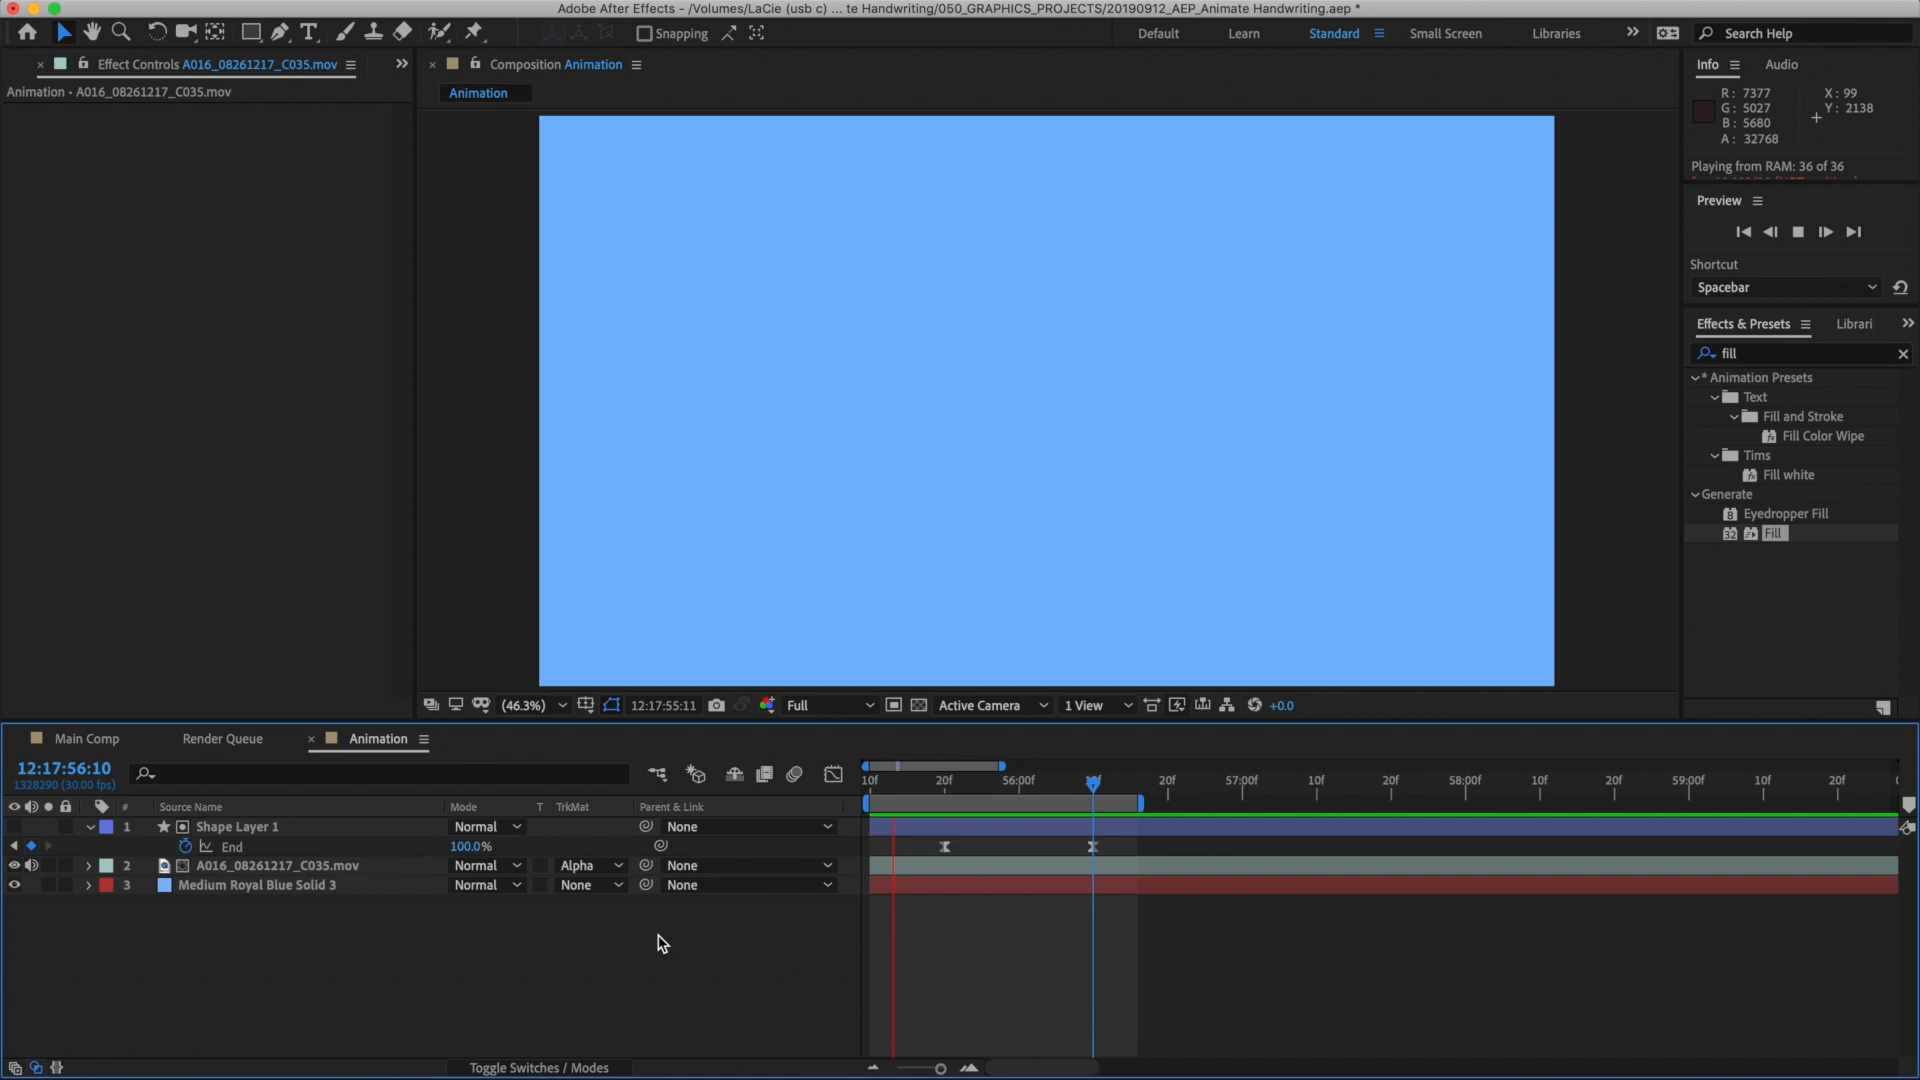 Adobe After Effects - /Volumes/LaCie (usb c) ... te Handwriting/050_GRAPHICS_PROJECTS/20190912_AEP_Animate Handwriting.aep *
T Snapping Default Learn Standard Small Screen Libraries Search Help
Effect Controls A016_08261217_C035.mov
Animation • A016_08261217_C035.mov
Composition Animation
Animation
Info Audio
R: 7377 X: 99
G: 5027 Y: 2138
B: 5680
A: 32768
Playing from RAM: 36 of 36
Preview
Shortcut
Spacebar
Effects & Presets Librari
fill
* Animation Presets
Text
Fill and Stroke
Fill Color Wipe
Tims
Fill white
Generate
8 Eyedropper Fill
32 Fill
(46.3%) 12:17:55:11 Full Active Camera 1 View +0.0
Main Comp Render Queue Animation
12:17:56:10
1328290 (30.00 fps)
10f 20f 56:00f 20f 57:00f 10f 20f 58:00f 10f 20f 59:00f 10f 20f
# Source Name Mode T TrkMat Parent & Link
1 Shape Layer 1 Normal None
End 100.0%
2 A016_08261217_C035.mov Normal Alpha None
3 Medium Royal Blue Solid 3 Normal None None
Toggle Switches / Modes